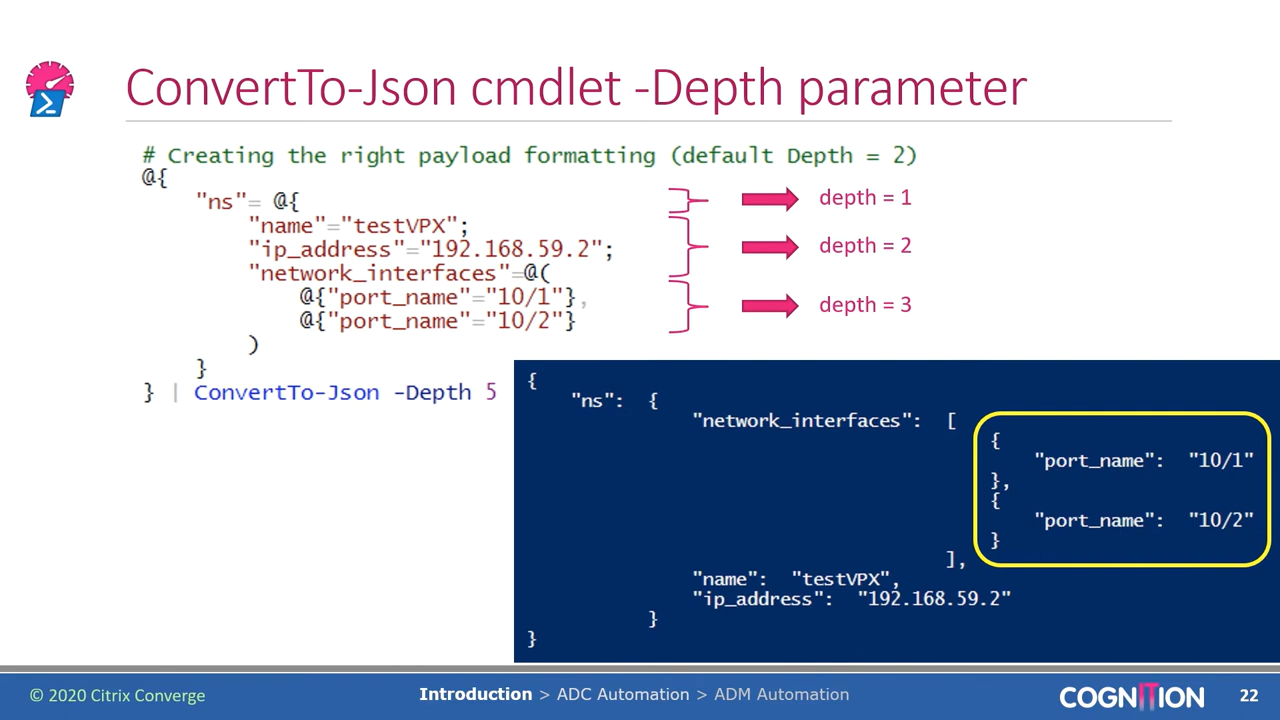 ConvertTo-Json cmdlet -Depth parameter
# Creating the right payload formatting (default Depth = 2)
@{
"ns"= @{
depth = 1
"name"="testVPX";
"ip_address"="192.168.59.2";
depth = 2
"network_interfaces"=@(
@{"port_name"="10/1"},
depth = 3
@{"port_name"="10/2"}
)
}
} | ConvertTo-Json -Depth 5
{
"ns": {
"network_interfaces": [
{
"port_name": "10/1"
},
{
"port_name": "10/2"
}
],
"name": "testVPX",
"ip_address": "192.168.59.2"
}
}
© 2020 Citrix Converge
Introduction > ADC Automation > ADM Automation
COGNITION
22